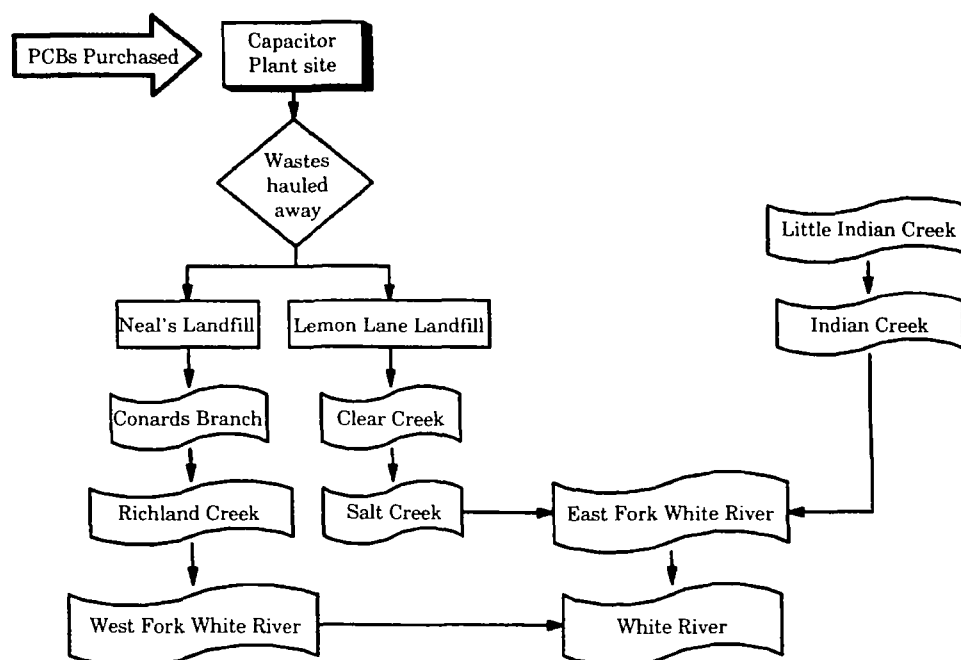 PCBs Purchased
Capacitor
Plant site
Wastes
hauled
away
Little Indian Creek
Neal's Landfill
Lemon Lane Landfill
Indian Creek
Conards Branch
Clear Creek
Richland Creek
Salt Creek
East Fork White River
West Fork White River
White River